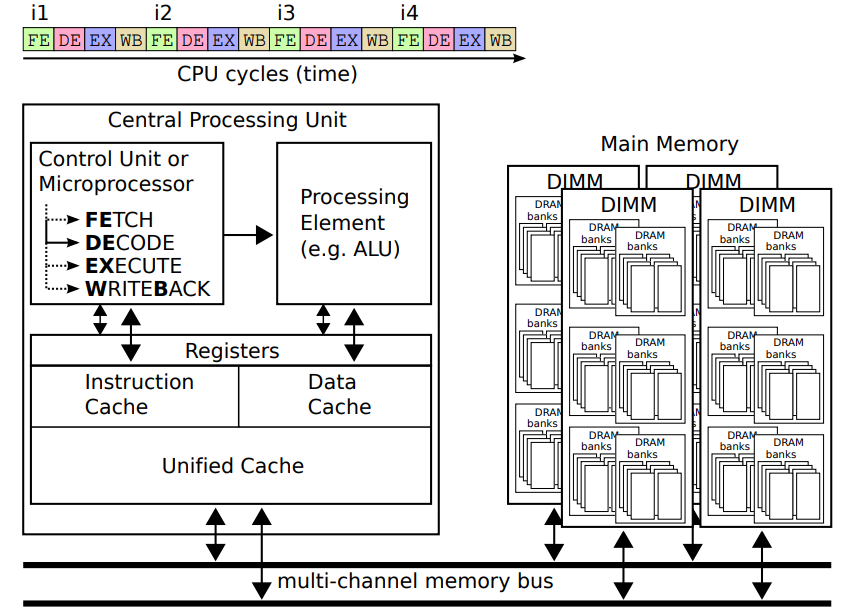 i1 i2 i3 i4
FE DE EX WB FE DE EX WB FE DE EX WB FE DE EX WB
CPU cycles (time)
Central Processing Unit
Control Unit or
Microprocessor
FETCH
DECODE
EXECUTE
WRITEBACK
Processing
Element
(e.g. ALU)
Registers
Instruction
Cache
Data
Cache
Unified Cache
Main Memory
DIMM
DIMM
DIMM
DIMM
DRAM
banks
DRAM
banks
DRAM
banks
DRAM
banks
DRAM
banks
DRAM
banks
DRAM
banks
DRAM
banks
DRAM
banks
DRAM
banks
DRAM
banks
DRAM
banks
DRAM
banks
DRAM
banks
DRAM
banks
multi-channel memory bus